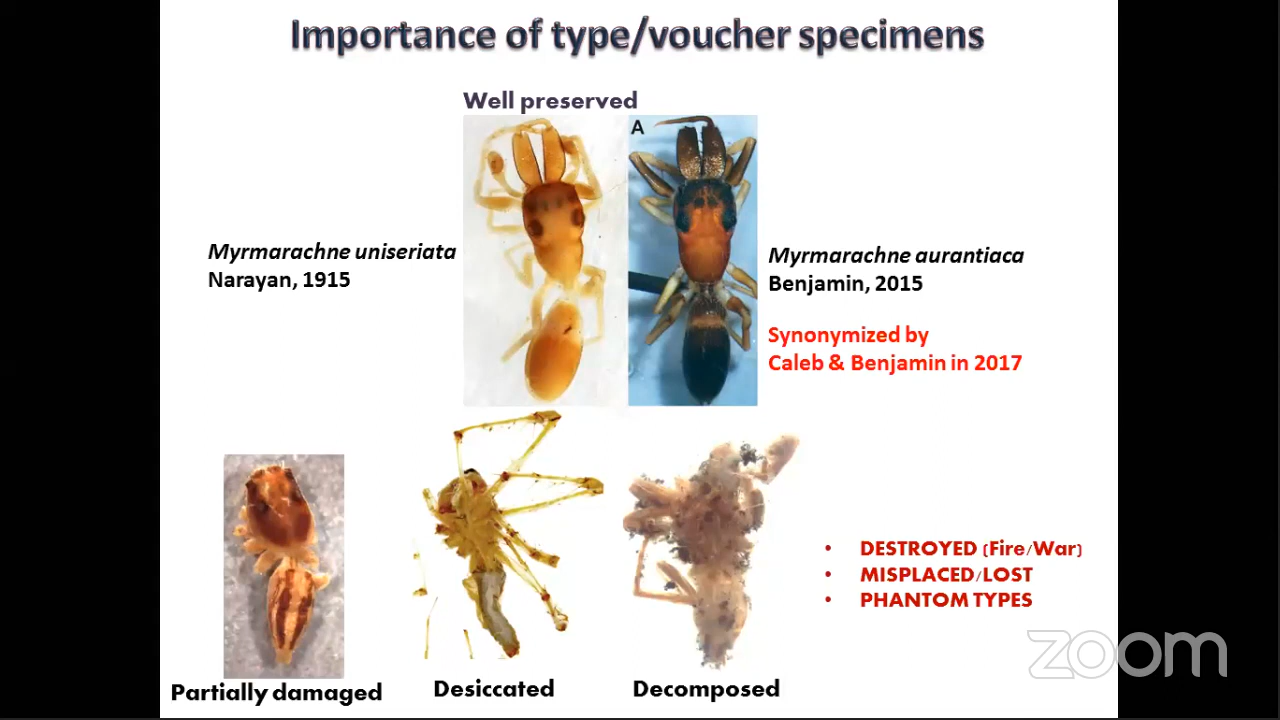 Importance of type/voucher specimens
Well preserved
A
Myrmarachne uniseriata
Narayan, 1915
Myrmarachne aurantiaca
Benjamin, 2015
Synonymized by
Caleb & Benjamin in 2017
• DESTROYED (Fire/War)
• MISPLACED/LOST
• PHANTOM TYPES
Partially damaged
Desiccated
Decomposed
zoom